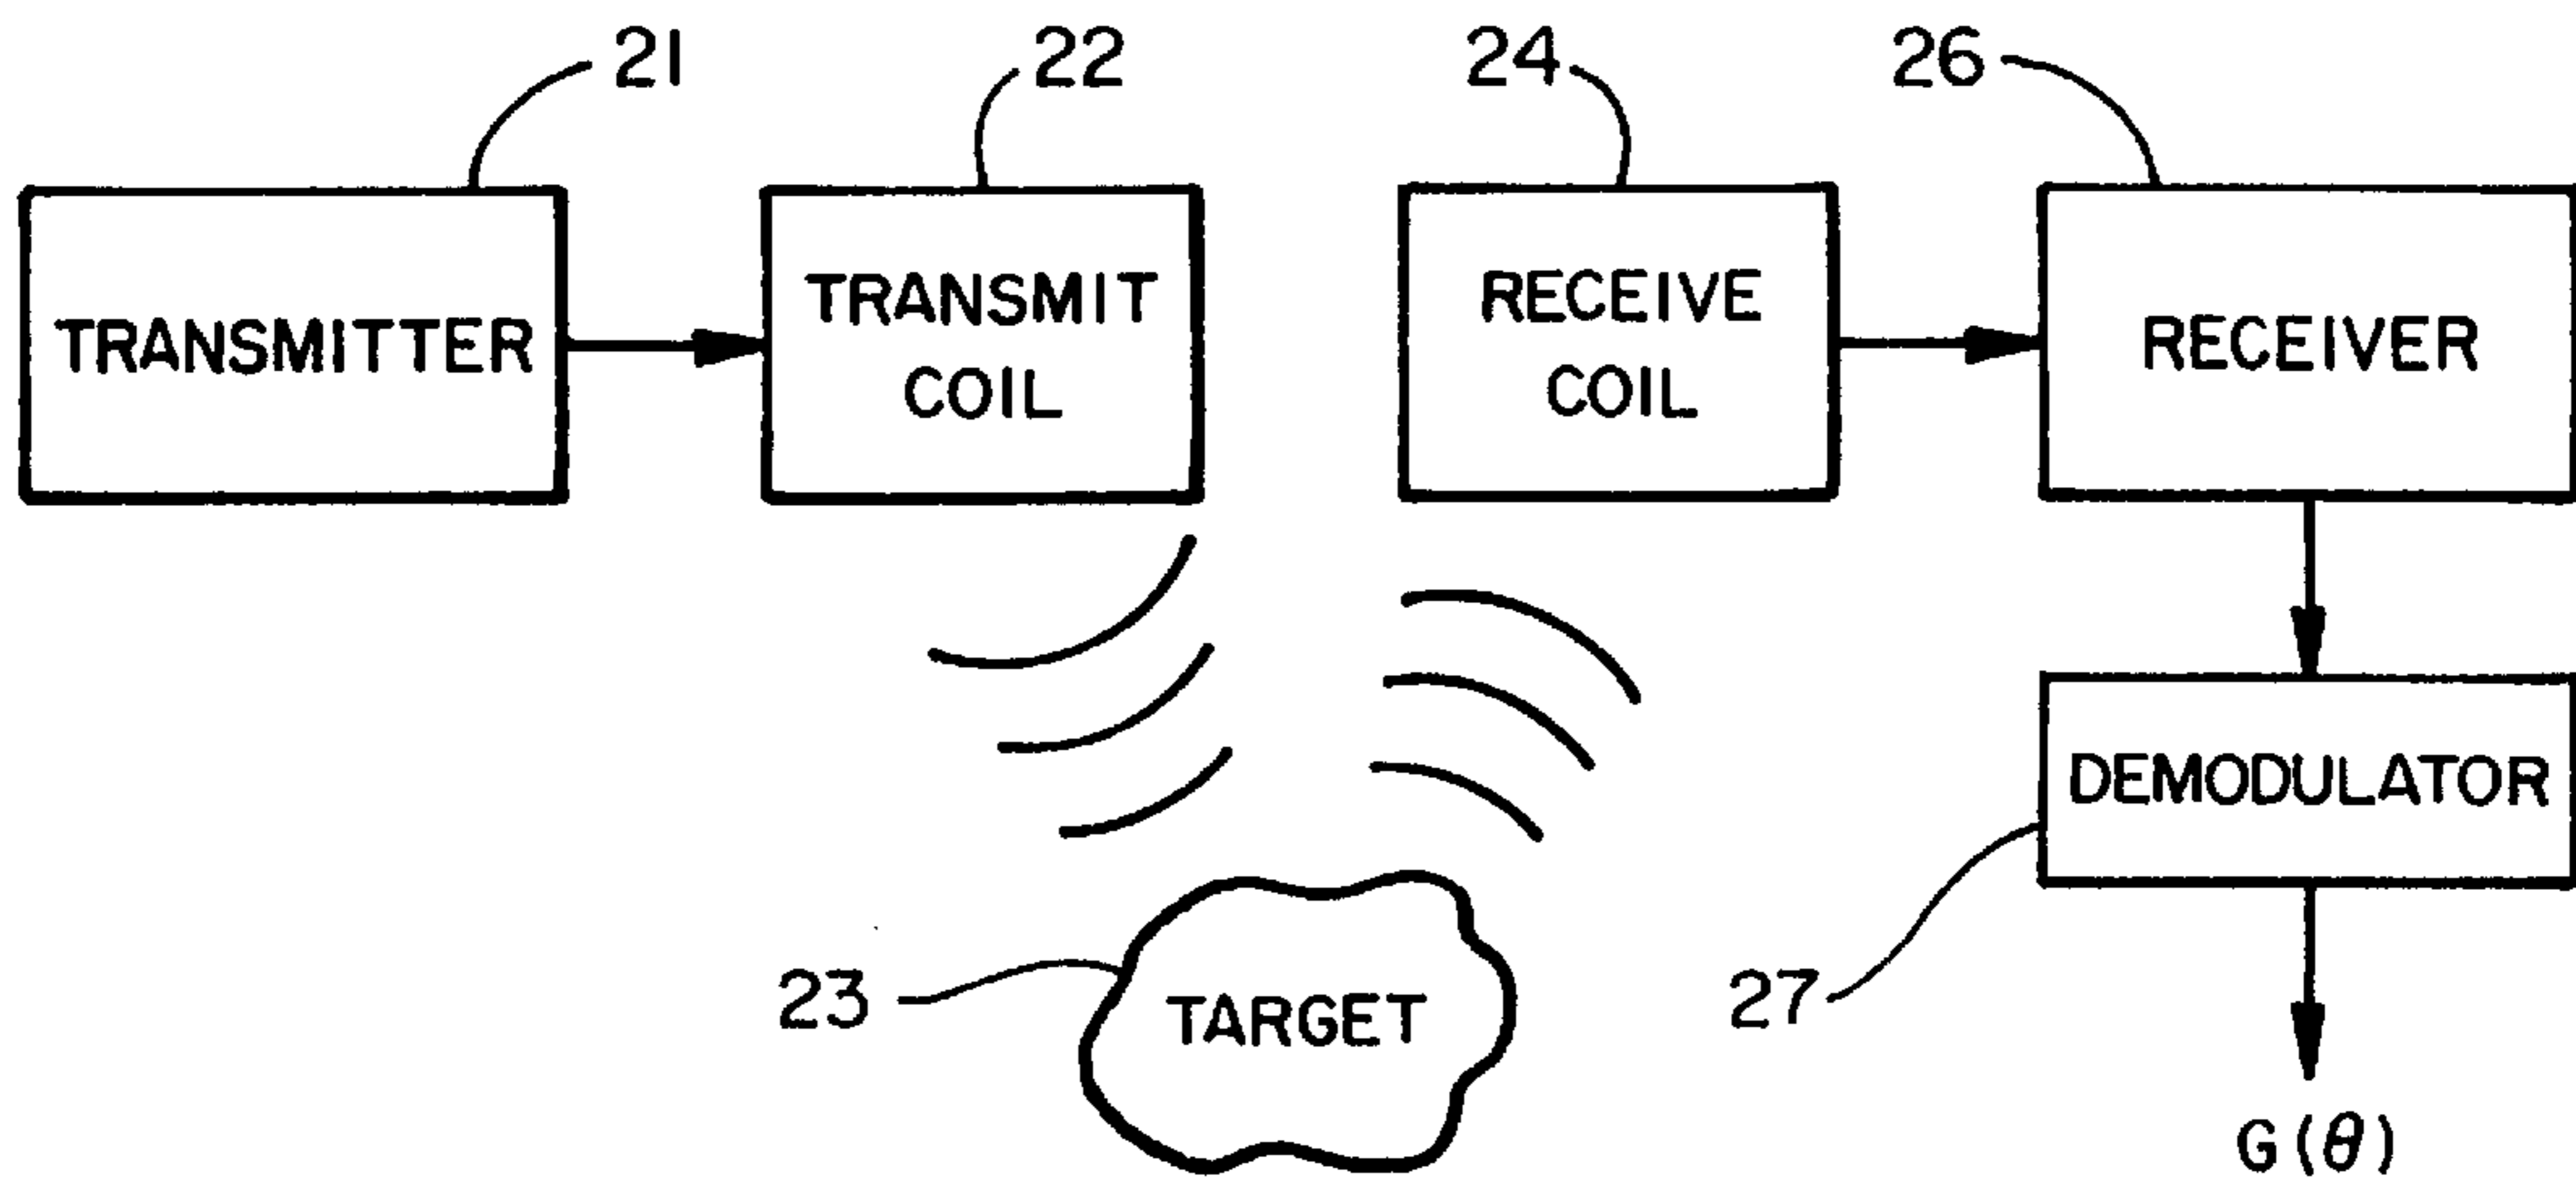 21
22
24
26
TRANSMITTER
TRANSMIT
COIL
RECEIVE
COIL
RECEIVER
DEMODULATOR
23
TARGET
27
G(θ)